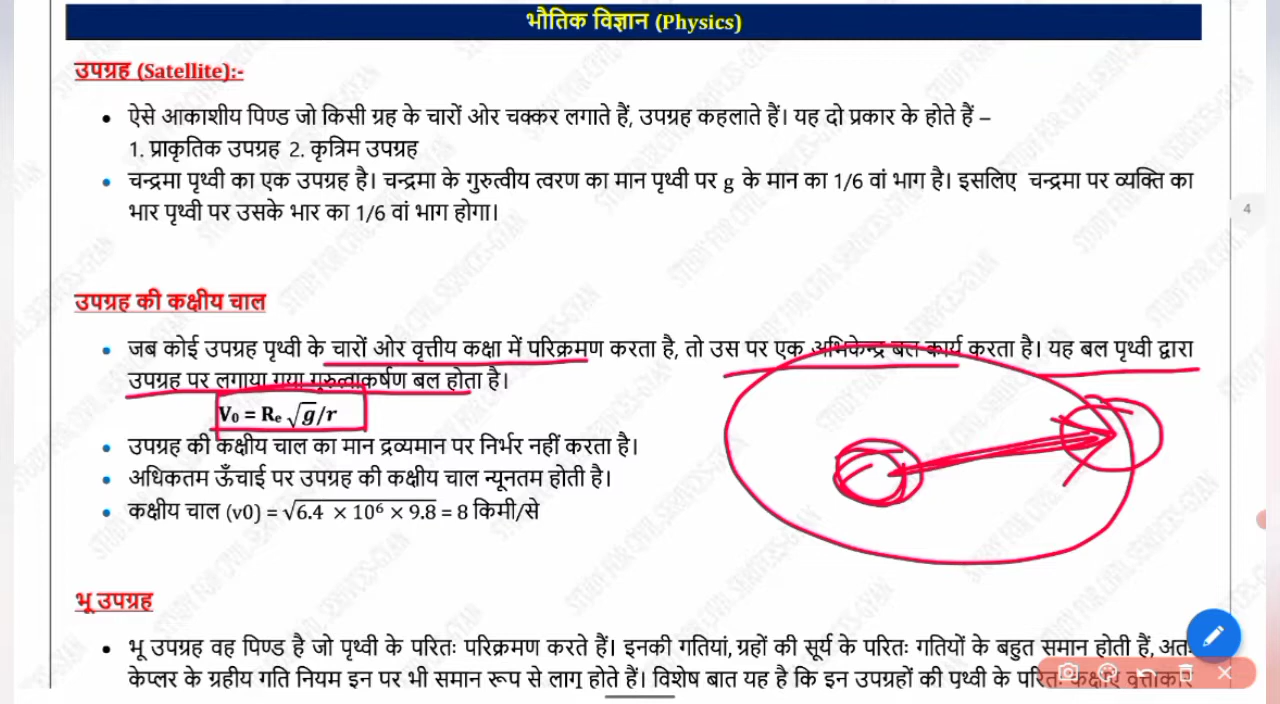 भौतिक विज्ञान (Physics)
उपग्रह (Satellite):-
• ऐसे आकाशीय पिण्ड जो किसी ग्रह के चारों ओर चक्कर लगाते हैं, उपग्रह कहलाते हैं। यह दो प्रकार के होते हैं –
1. प्राकृतिक उपग्रह 2. कृत्रिम उपग्रह
• चन्द्रमा पृथ्वी का एक उपग्रह है। चन्द्रमा के गुरुत्वीय त्वरण का मान पृथ्वी पर g के मान का 1/6 वां भाग है। इसलिए चन्द्रमा पर व्यक्ति का
भार पृथ्वी पर उसके भार का 1/6 वां भाग होगा।
4
उपग्रह की कक्षीय चाल
• जब कोई उपग्रह पृथ्वी के चारों ओर वृत्तीय कक्षा में परिक्रमण करता है, तो उस पर एक अभिकेन्द्र बल कार्य करता है। यह बल पृथ्वी द्वारा
उपग्रह पर लगाया गया गुरुत्वाकर्षण बल होता है।
V₀ = Rₑ √g/r
• उपग्रह की कक्षीय चाल का मान द्रव्यमान पर निर्भर नहीं करता है।
• अधिकतम ऊँचाई पर उपग्रह की कक्षीय चाल न्यूनतम होती है।
• कक्षीय चाल (v0) = √6.4 × 10⁶ × 9.8 = 8 किमी/से
भू उपग्रह
• भू उपग्रह वह पिण्ड है जो पृथ्वी के परितः परिक्रमण करते हैं। इनकी गतियां, ग्रहों की सूर्य के परितः गतियों के बहुत समान होती हैं, अतः
केप्लर के ग्रहीय गति नियम इन पर भी समान रूप से लागू होते हैं। विशेष बात यह है कि इन उपग्रहों की पृथ्वी के परितः कक्षाएं वृत्ताकार
STUDY FOR CIVIL SERVICES-GYAN